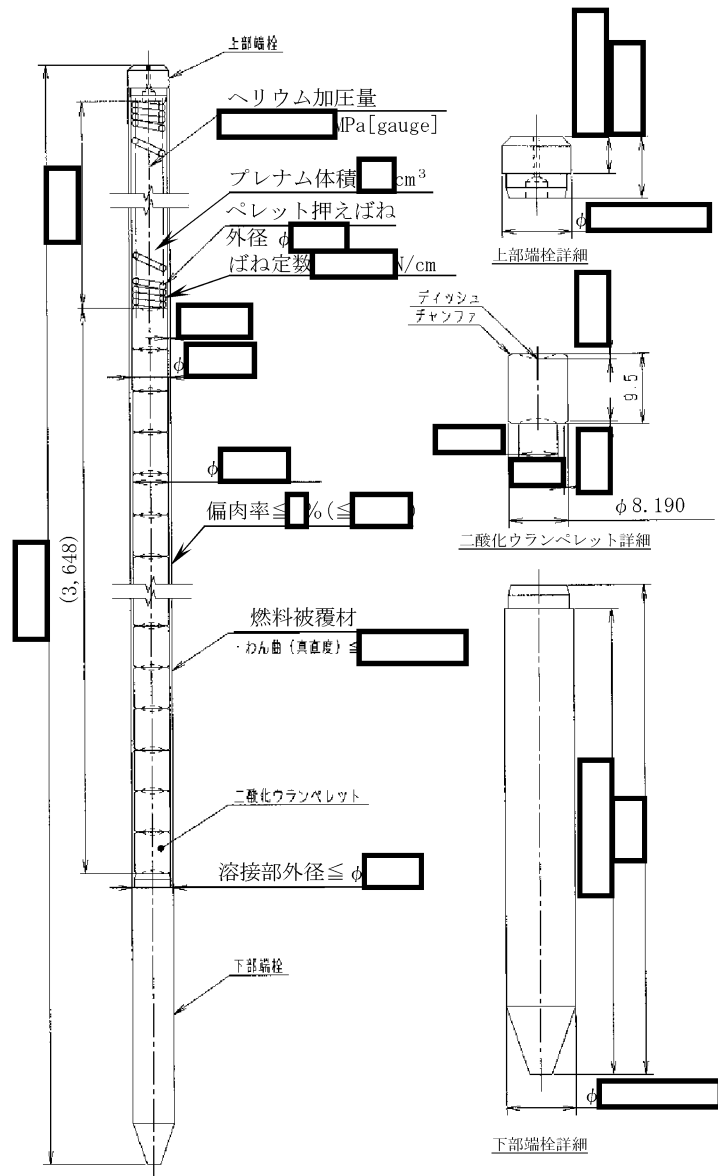 上部端栓
ヘリウム加圧量
MPa[gauge]
プレナム体積 cm³
ペレット押えばね
外径 φ
ばね定数 N/cm
φ
φ
偏肉率≦ %(≦ )
(3,648)
燃料被覆材
・わん曲(真直度)≦
二酸化ウランペレット
溶接部外径≦φ
下部端栓
φ
上部端栓詳細
ディッシュ
チャンファ
9.5
φ8.190
二酸化ウランペレット詳細
φ
下部端栓詳細